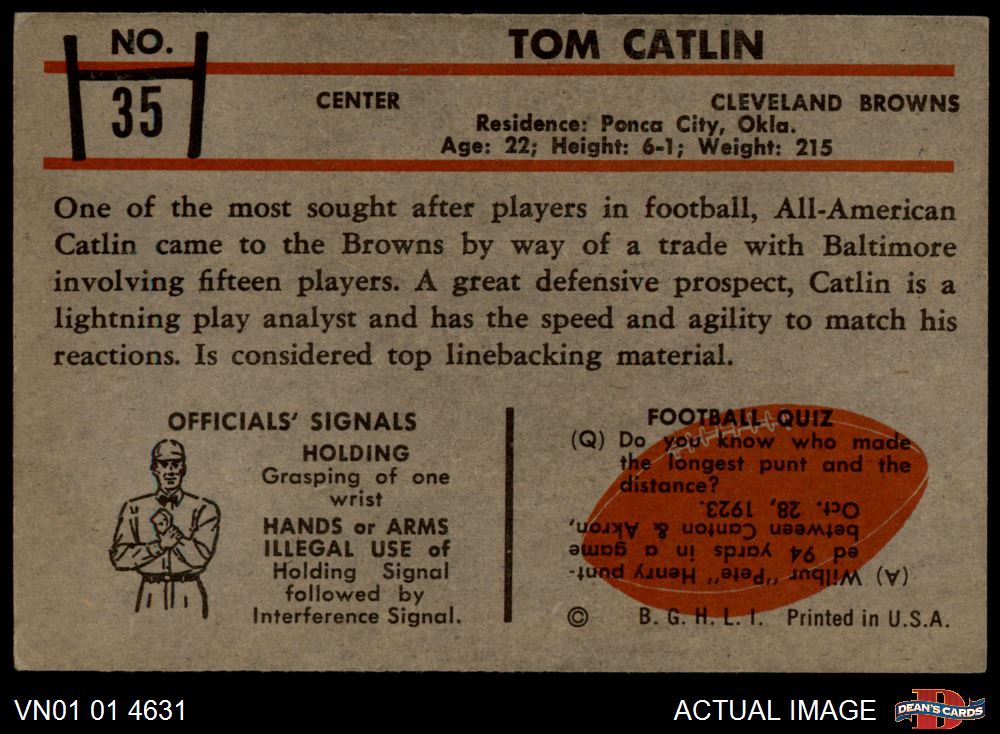 NO.
35
TOM CATLIN
CENTER
CLEVELAND BROWNS
Residence: Ponca City, Okla.
Age: 22; Height: 6-1; Weight: 215
One of the most sought after players in football, All-American
Catlin came to the Browns by way of a trade with Baltimore
involving fifteen players. A great defensive prospect, Catlin is a
lightning play analyst and has the speed and agility to match his
reactions. Is considered top linebacking material.
OFFICIALS' SIGNALS
HOLDING
Grasping of one
wrist
HANDS or ARMS
ILLEGAL USE of
Holding Signal
followed by
Interference Signal.
FOOTBALL QUIZ
(Q) Do you know who made
the longest punt and the
distance?
(A) Wilbur "Pete" Henry punt-
ed 94 yards in a game
between Canton & Akron,
Oct. 28, 1923.
© B. G. H. L. I. Printed in U.S.A.
VN01 01 4631
ACTUAL IMAGE
D
DEAN'S CARDS